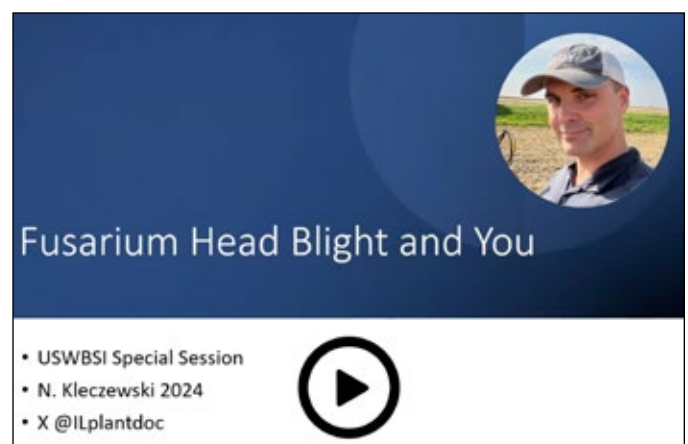 Fusarium Head Blight and You
• USWBSI Special Session
• N. Kleczewski 2024
• X @ILplantdoc